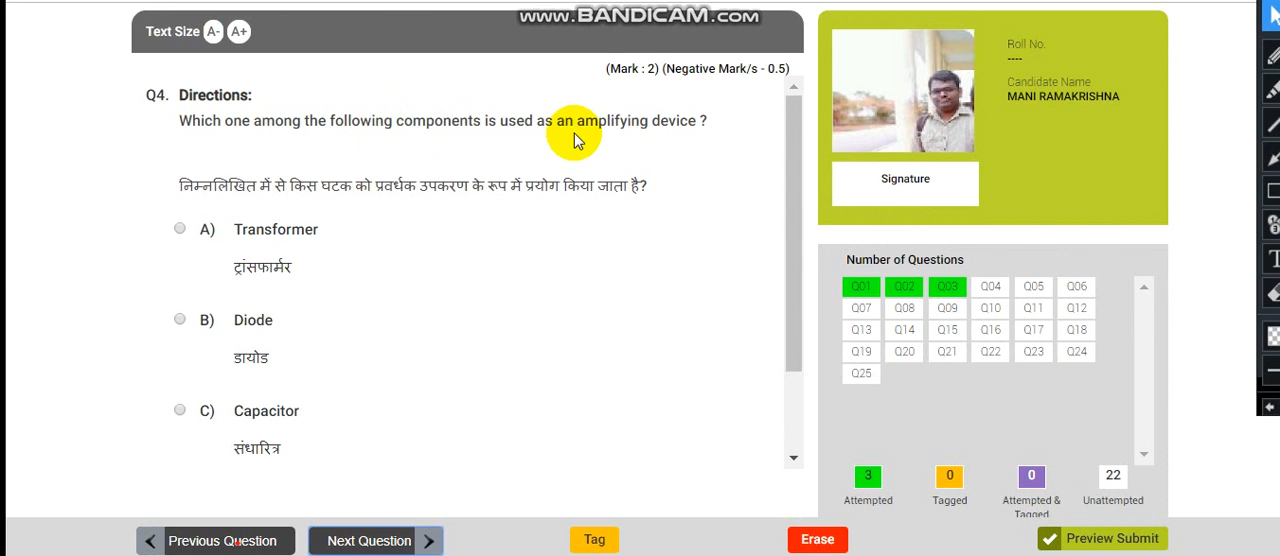 www.BANDICAM.com
Text Size A- A+
(Mark : 2) (Negative Mark/s - 0.5)
Q4. Directions:
Which one among the following components is used as an amplifying device ?
निम्नलिखित में से किस घटक को प्रवर्धक उपकरण के रूप में प्रयोग किया जाता है?
A) Transformer
ट्रांसफार्मर
B) Diode
डायोड
C) Capacitor
संधारित्र
Roll No.
----
Candidate Name
MANI RAMAKRISHNA
Signature
Number of Questions
Q01 Q02 Q03 Q04 Q05 Q06
Q07 Q08 Q09 Q10 Q11 Q12
Q13 Q14 Q15 Q16 Q17 Q18
Q19 Q20 Q21 Q22 Q23 Q24
Q25
3 0 0 22
Attempted Tagged Attempted & Tagged Unattempted
Previous Question Next Question Tag Erase Preview Submit